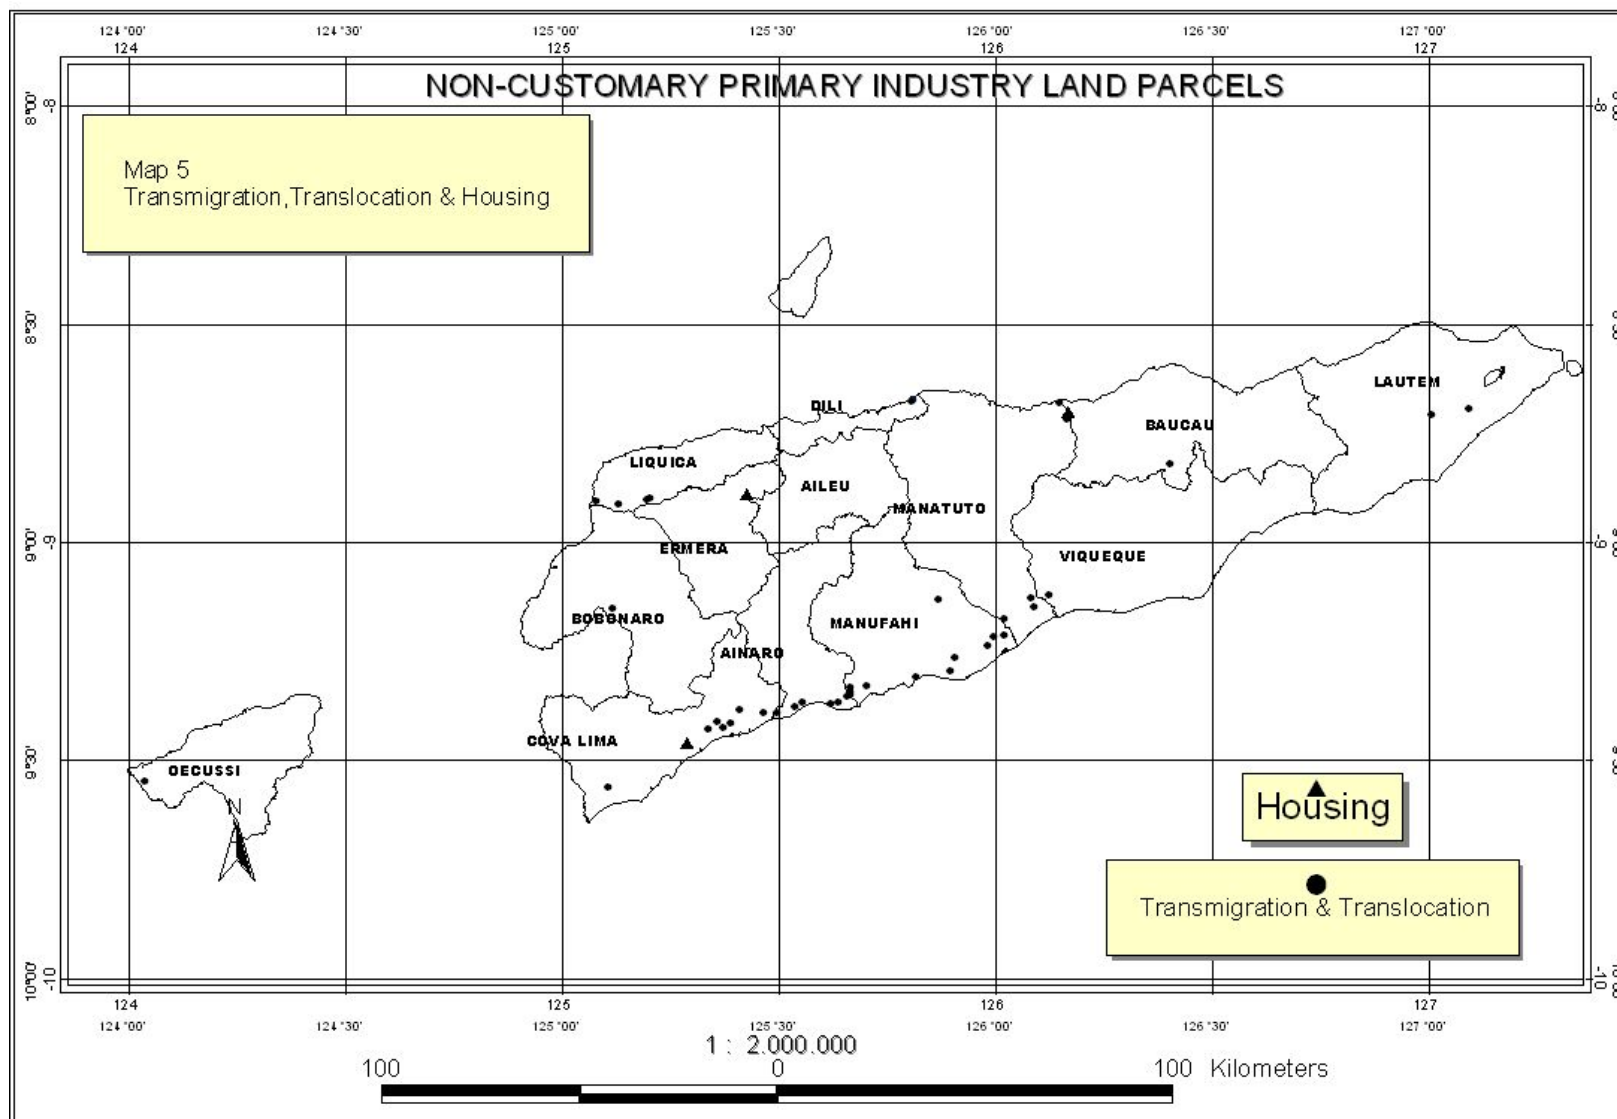 124 °00' 124 °30' 125 °00' 125 °30' 126 °00' 126 °30' 127 °00'
124 125 126 127
NON-CUSTOMARY PRIMARY INDUSTRY LAND PARCELS
8°00' -8 -8
Map 5
Transmigration,Translocation & Housing
8°30'
LAUTEM
DILI
BAUCAU
LIQUICA
AILEU
MANATUTO
9°00' -9 -9
ERMERA
VIQUEQUE
BOBONARO
MANUFAHI
AINARO
COVA LIMA
9°30'
OECUSSI
N
Housing
Transmigration & Translocation
10°00' -10 -10
124 125 126 127
124 °00' 124 °30' 125 °00' 125 °30' 126 °00' 126 °30' 127 °00'
1 : 2.000.000
100 0 100 Kilometers